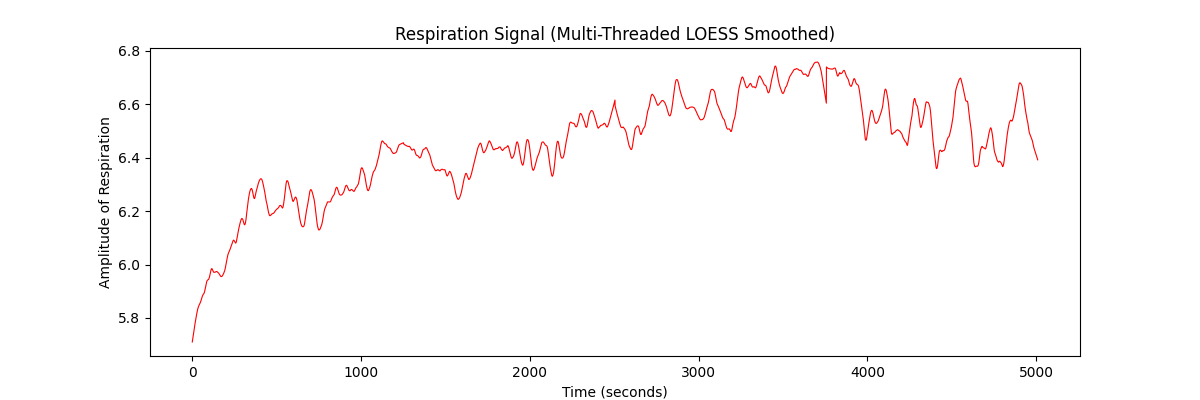 Respiration Signal (Multi-Threaded LOESS Smoothed)
6.8
6.6
6.4
6.2
6.0
5.8
Amplitude of Respiration
0 1000 2000 3000 4000 5000
Time (seconds)